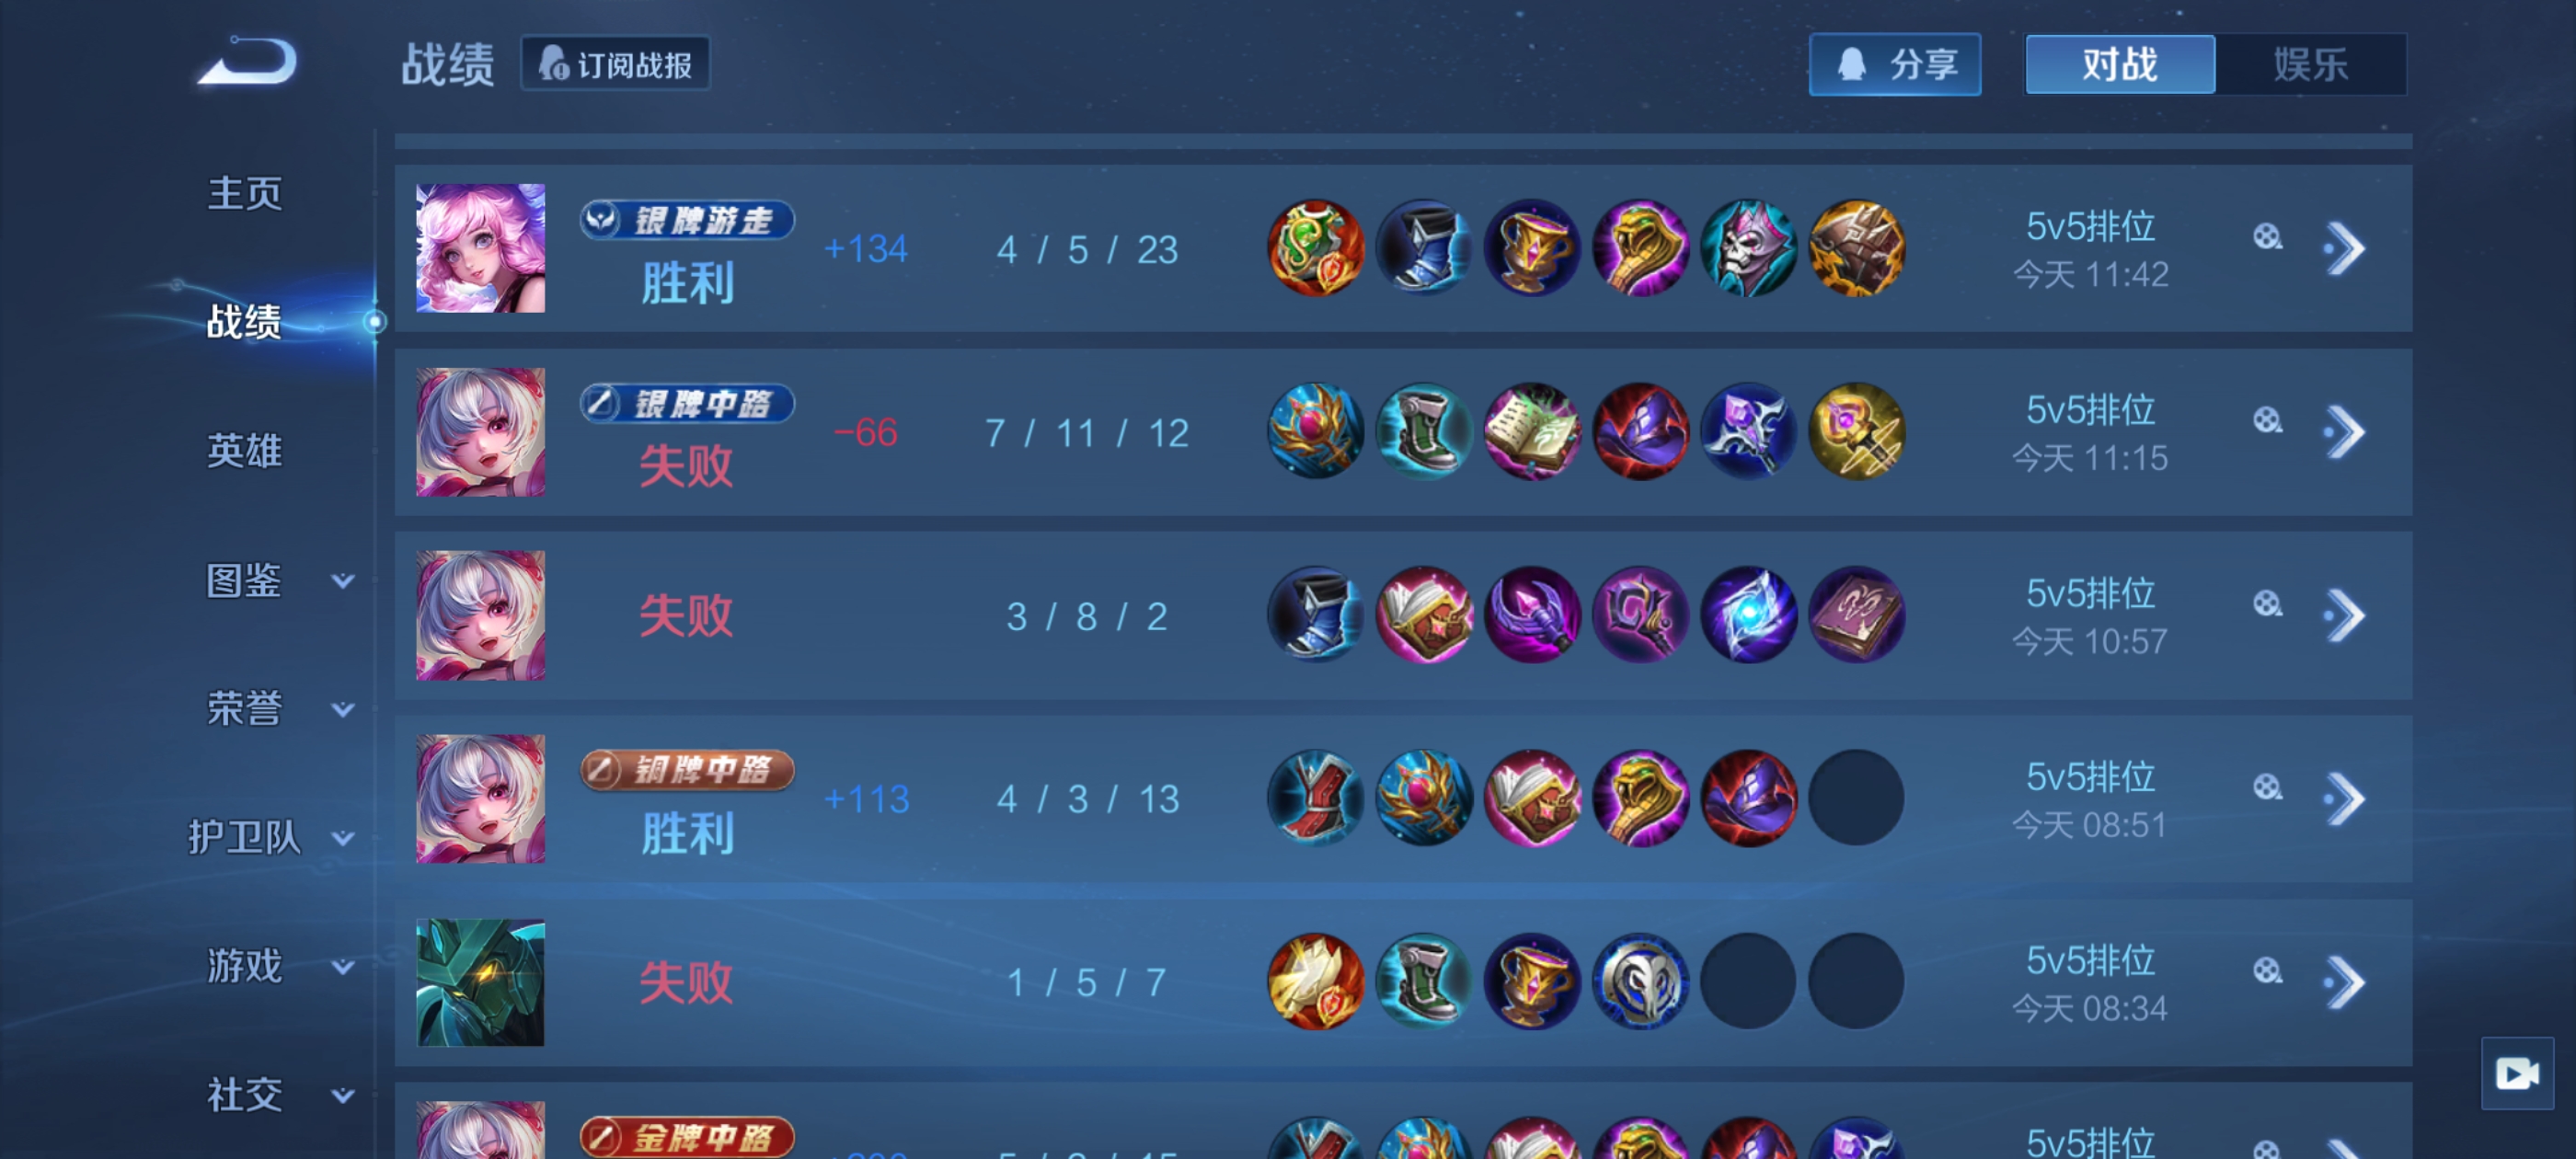 战绩
订阅战报
分享
对战
娱乐
主页
战绩
英雄
图鉴
荣誉
护卫队
游戏
社交
银牌游走
胜利
+134
4 / 5 / 23
5v5排位
今天 11:42
银牌中路
失败
-66
7 / 11 / 12
5v5排位
今天 11:15
失败
3 / 8 / 2
5v5排位
今天 10:57
铜牌中路
胜利
+113
4 / 3 / 13
5v5排位
今天 08:51
失败
1 / 5 / 7
5v5排位
今天 08:34
金牌中路
5v5排位